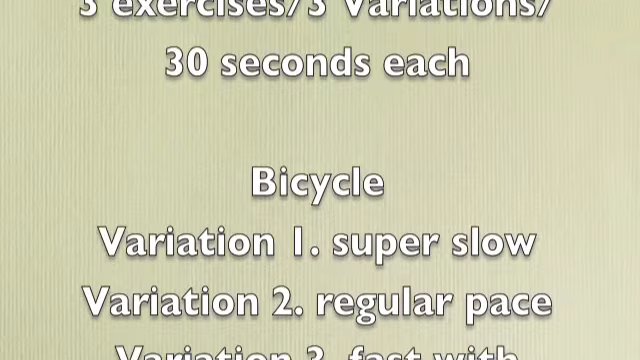 3 exercises/3 Variations/
30 seconds each
Bicycle
Variation 1. super slow
Variation 2. regular pace
Variation 3. fast with